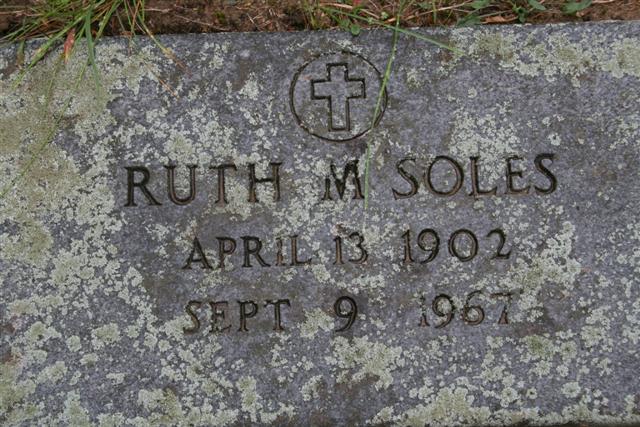 RUTH M SOLES
APRIL 13 1902
SEPT 9 1967